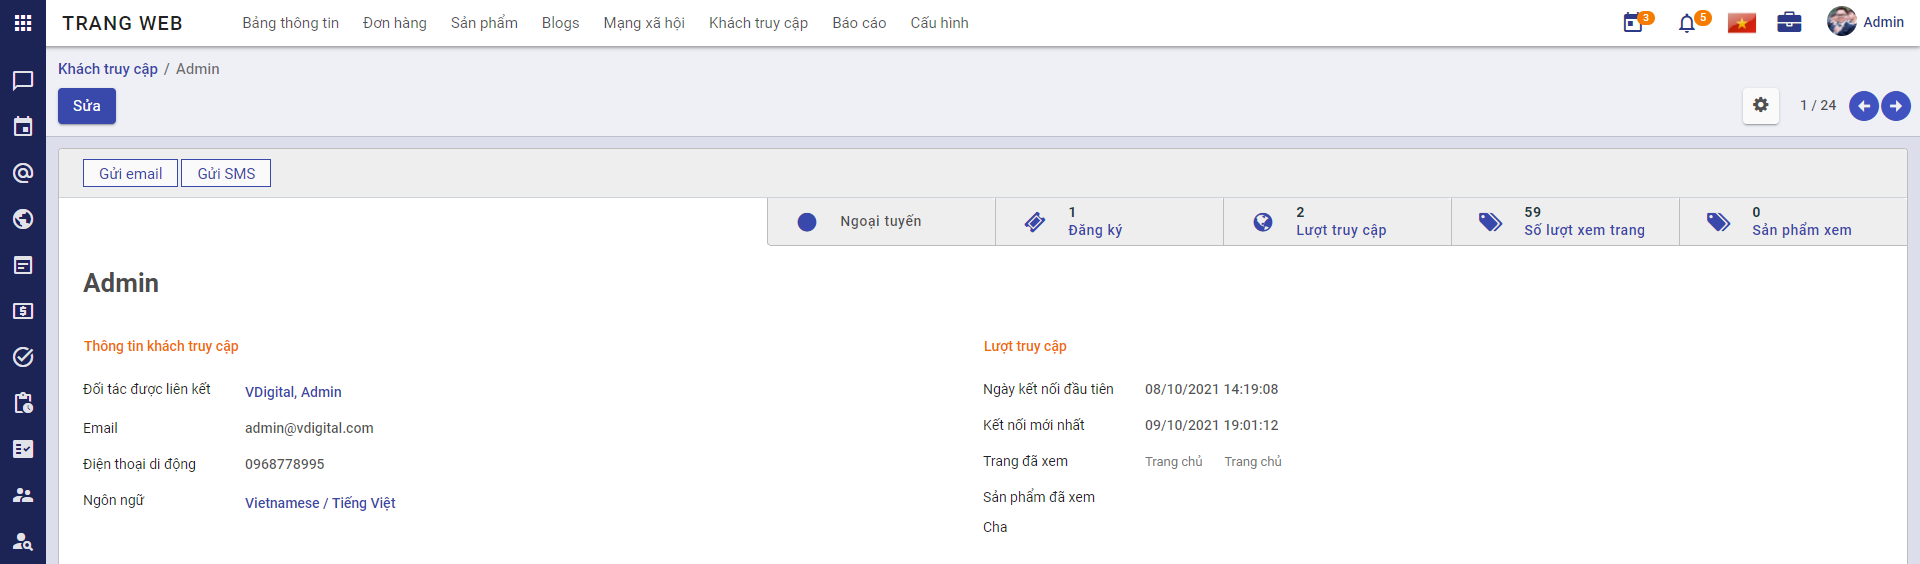 TRANG WEB Bảng thông tin Đơn hàng Sản phẩm Blogs Mạng xã hội Khách truy cập Báo cáo Cấu hình 3 5 Admin
Khách truy cập / Admin
Sửa 1 / 24
Gửi email Gửi SMS
Ngoại tuyến
1
Đăng ký
2
Lượt truy cập
59
Số lượt xem trang
0
Sản phẩm xem
Admin
Thông tin khách truy cập
Đối tác được liên kết VDigital, Admin
Email admin@vdigital.com
Điện thoại di động 0968778995
Ngôn ngữ Vietnamese / Tiếng Việt
Lượt truy cập
Ngày kết nối đầu tiên 08/10/2021 14:19:08
Kết nối mới nhất 09/10/2021 19:01:12
Trang đã xem Trang chủ Trang chủ
Sản phẩm đã xem
Cha